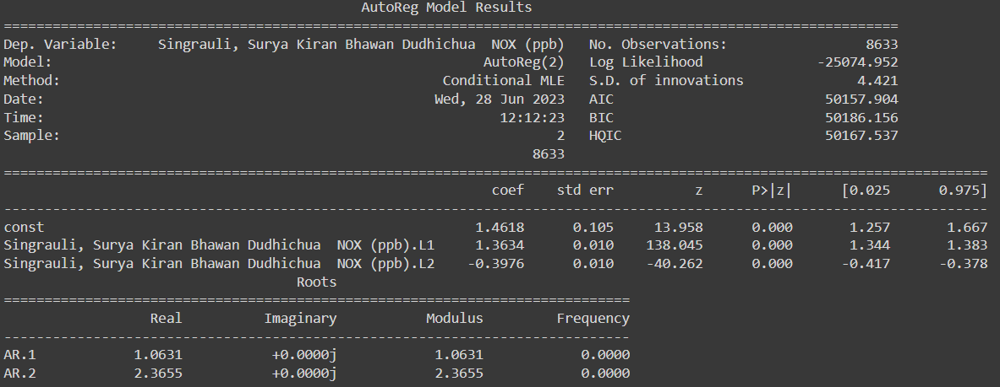 AutoReg Model Results
==============================================================================================================
Dep. Variable:     Singrauli, Surya Kiran Bhawan Dudhichua  NOX (ppb)   No. Observations:                 8633
Model:                                                     AutoReg(2)   Log Likelihood              -25074.952
Method:                                               Conditional MLE   S.D. of innovations              4.421
Date:                                                Wed, 28 Jun 2023   AIC                          50157.904
Time:                                                        12:12:23   BIC                          50186.156
Sample:                                                             2   HQIC                         50167.537
                                                                 8633
=========================================================================================================================
                                                            coef    std err          z      P>|z|      [0.025      0.975]
-------------------------------------------------------------------------------------------------------------------------
const                                                     1.4618      0.105     13.958      0.000       1.257       1.667
Singrauli, Surya Kiran Bhawan Dudhichua  NOX (ppb).L1     1.3634      0.010    138.045      0.000       1.344       1.383
Singrauli, Surya Kiran Bhawan Dudhichua  NOX (ppb).L2    -0.3976      0.010    -40.262      0.000      -0.417      -0.378
                                    Roots
=============================================================================
                  Real          Imaginary           Modulus         Frequency
-----------------------------------------------------------------------------
AR.1            1.0631           +0.0000j            1.0631            0.0000
AR.2            2.3655           +0.0000j            2.3655            0.0000